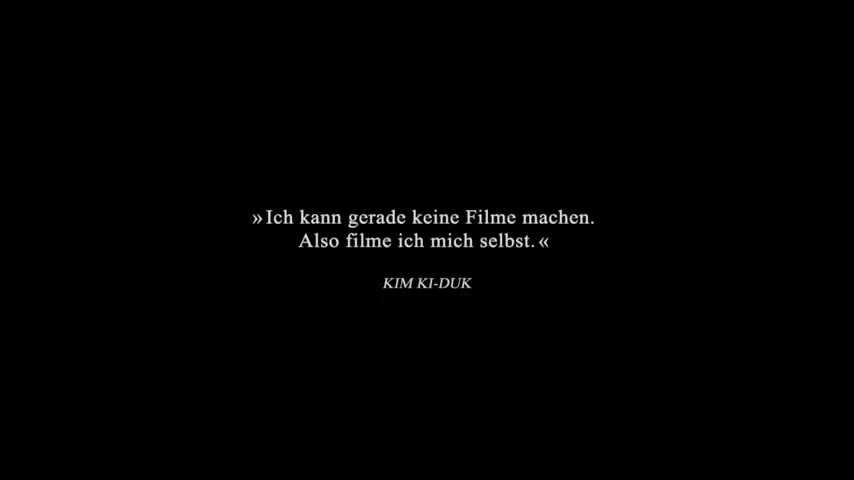 » Ich kann gerade keine Filme machen.
Also filme ich mich selbst. «
KIM KI-DUK